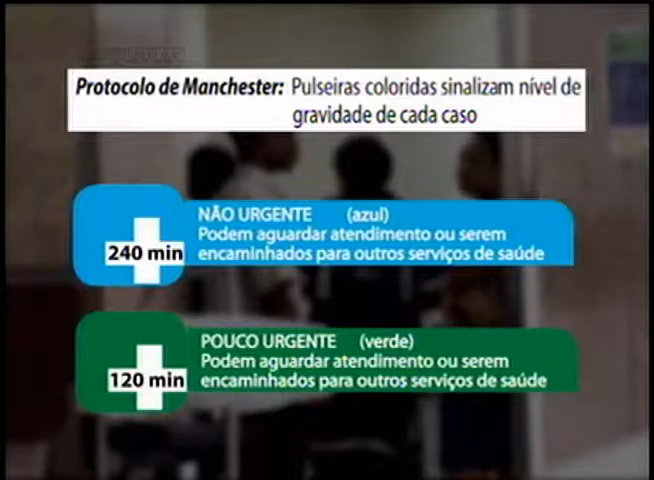 Protocolo de Manchester: Pulseiras coloridas sinalizam nível de
gravidade de cada caso
NÃO URGENTE (azul)
Podem aguardar atendimento ou serem
encaminhados para outros serviços de saúde
240 min
POUCO URGENTE (verde)
Podem aguardar atendimento ou serem
encaminhados para outros serviços de saúde
120 min